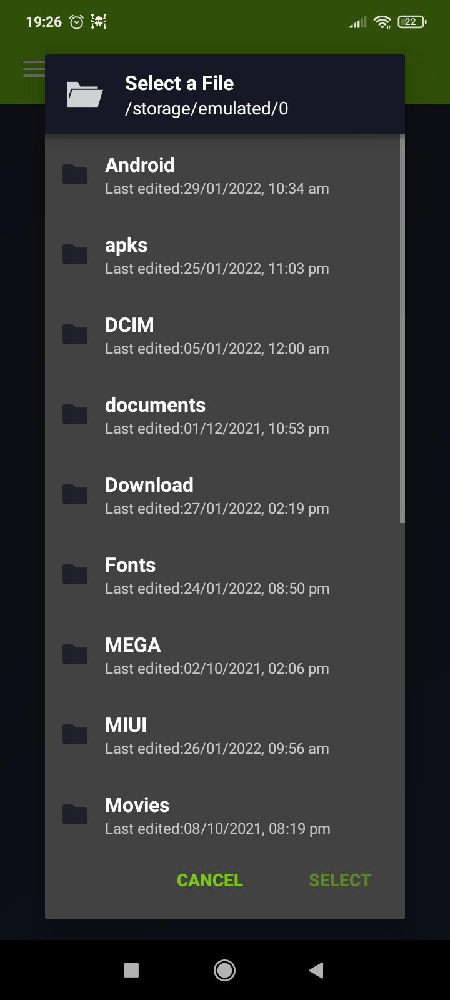 19:26
22
Select a File
/storage/emulated/0
Android
Last edited:29/01/2022, 10:34 am
apks
Last edited:25/01/2022, 11:03 pm
DCIM
Last edited:05/01/2022, 12:00 am
documents
Last edited:01/12/2021, 10:53 pm
Download
Last edited:27/01/2022, 02:19 pm
Fonts
Last edited:24/01/2022, 08:50 pm
MEGA
Last edited:02/10/2021, 02:06 pm
MIUI
Last edited:26/01/2022, 09:56 am
Movies
Last edited:08/10/2021, 08:19 pm
CANCEL SELECT